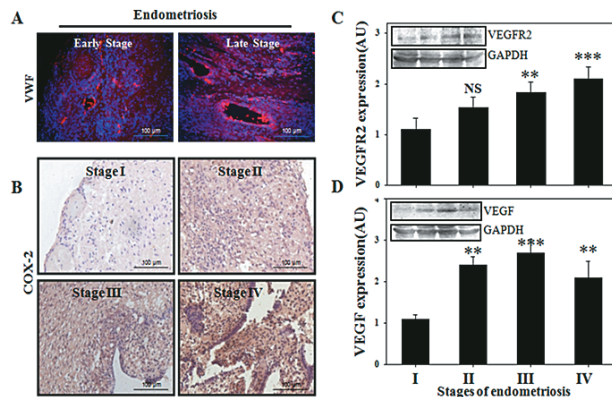 A
Endometriosis
Early Stage
Late Stage
VWF
100 µm
100 µm
B
Stage I
Stage II
100 µm
100 µm
COX-2
Stage III
Stage IV
100 µm
100 µm
C
VEGFR2
GAPDH
NS
**
***
VEGFR2 expression(AU)
3
2
1
0
D
VEGF
GAPDH
**
***
**
VEGF expression(AU)
3
2
1
0
I
II
III
IV
Stages of endometriosis